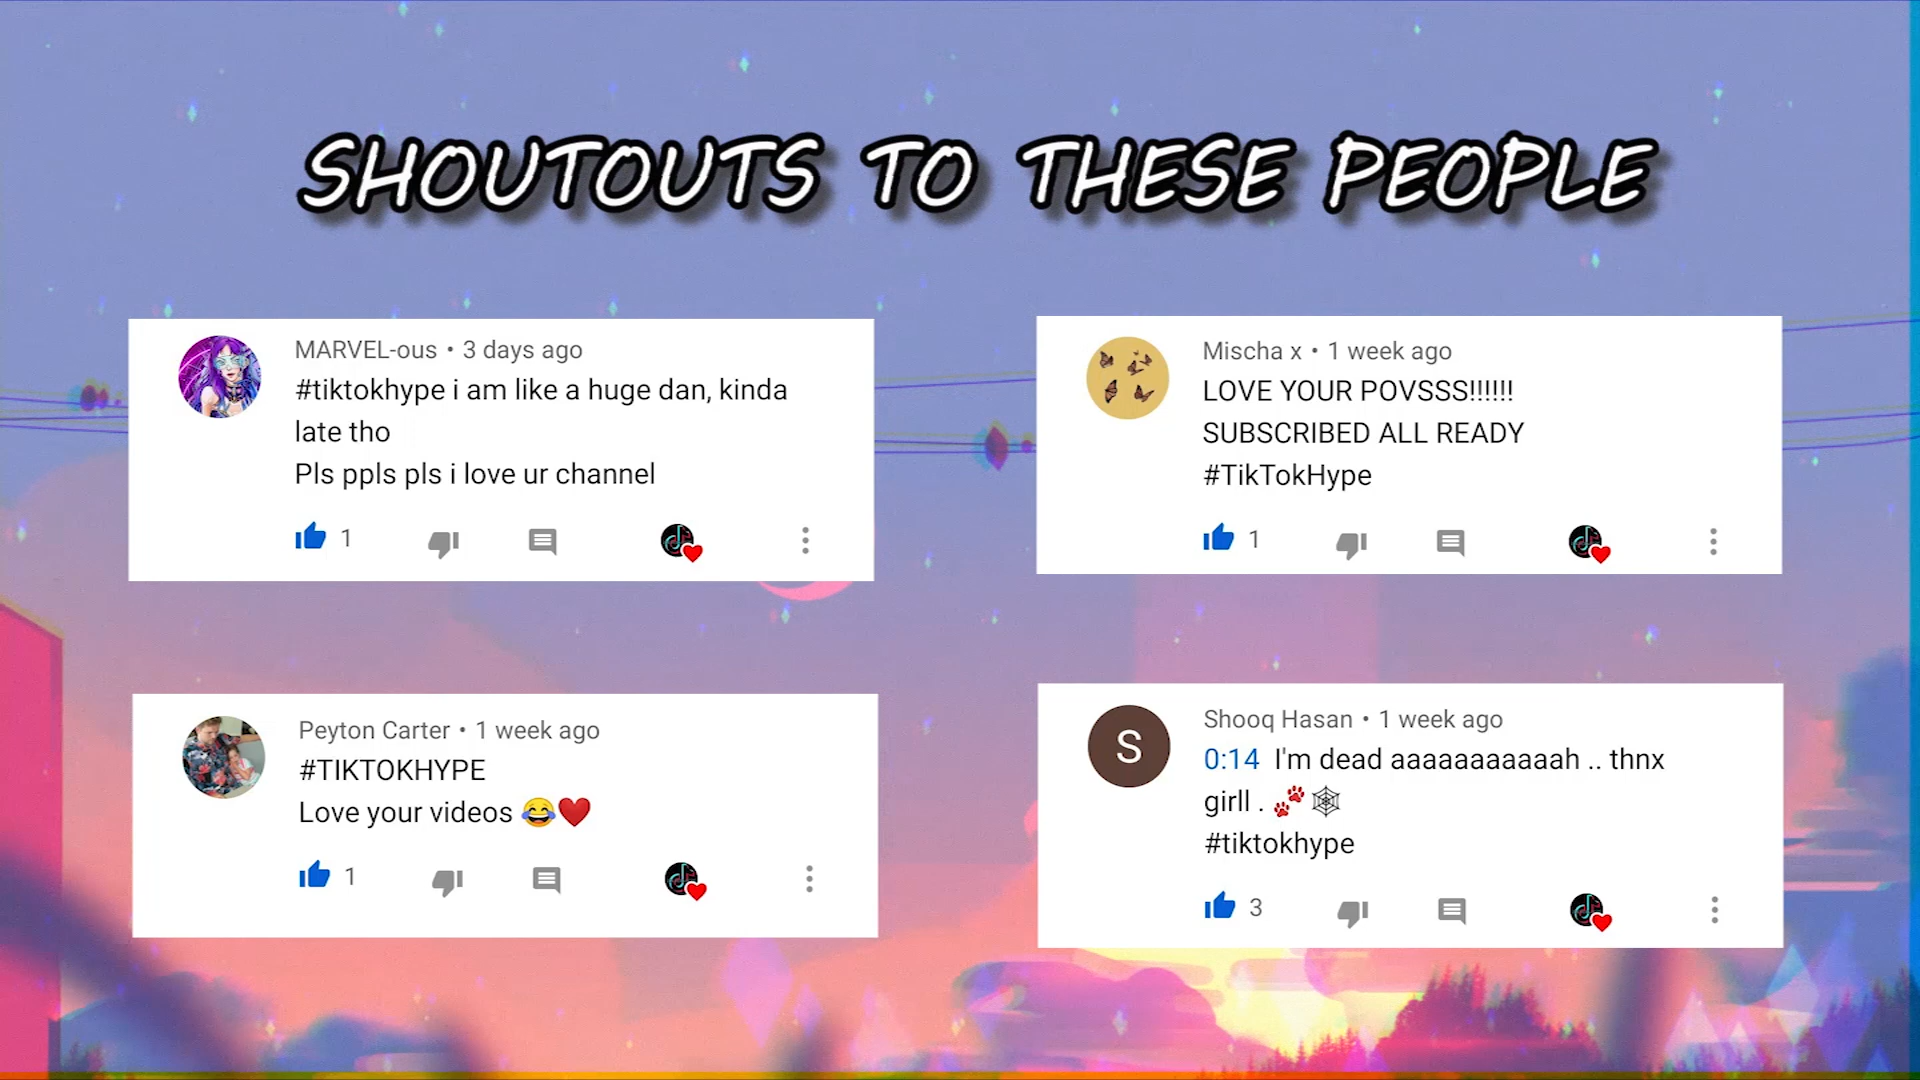 SHOUTOUTS TO THESE PEOPLE
MARVEL-ous • 3 days ago
#tiktokhype i am like a huge dan, kinda
late tho
Pls ppls pls i love ur channel
1
Mischa x • 1 week ago
LOVE YOUR POVSSS!!!!!!
SUBSCRIBED ALL READY
#TikTokHype
1
Peyton Carter • 1 week ago
#TIKTOKHYPE
Love your videos 😂❤️
1
S
Shooq Hasan • 1 week ago
0:14 I'm dead aaaaaaaaaaah .. thnx
girll . 🐾🕸️
#tiktokhype
3